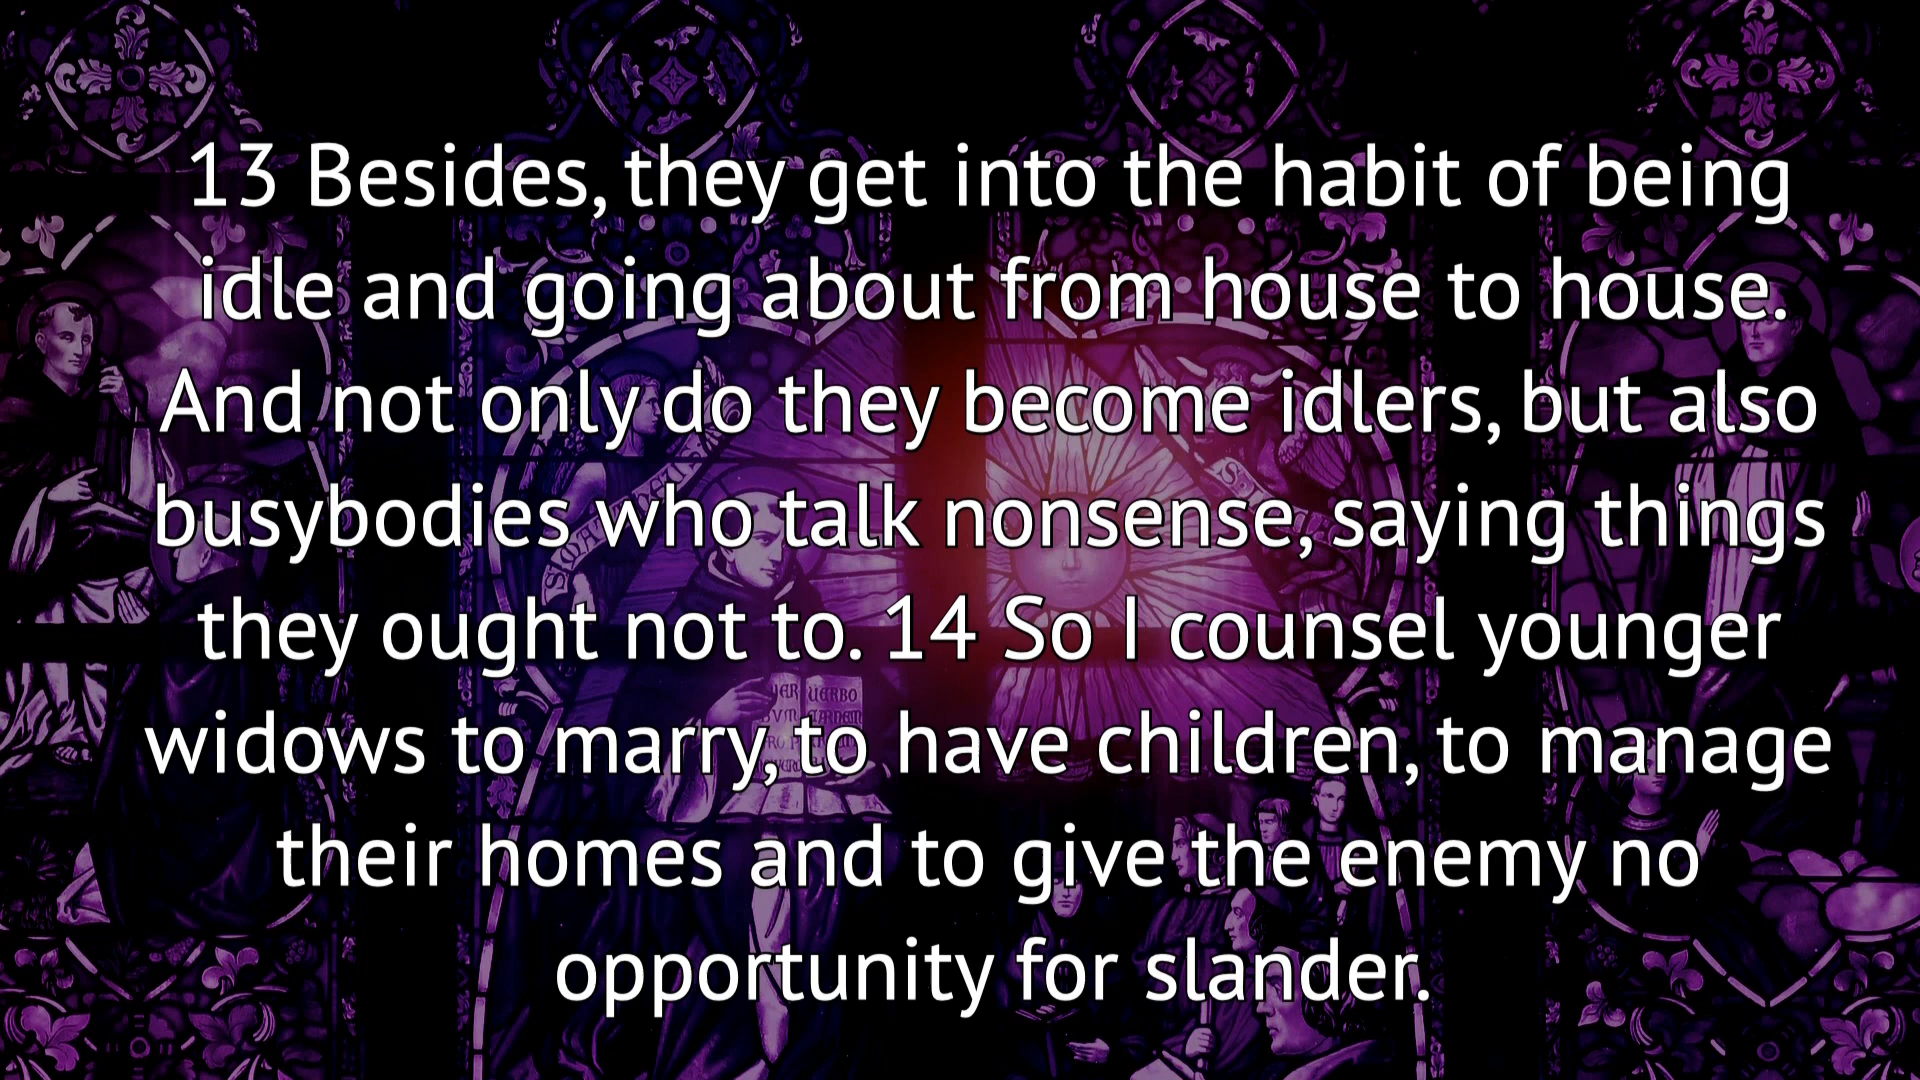 13 Besides, they get into the habit of being
idle and going about from house to house.
And not only do they become idlers, but also
busybodies who talk nonsense, saying things
they ought not to. 14 So I counsel younger
widows to marry, to have children, to manage
their homes and to give the enemy no
opportunity for slander.
VERBO